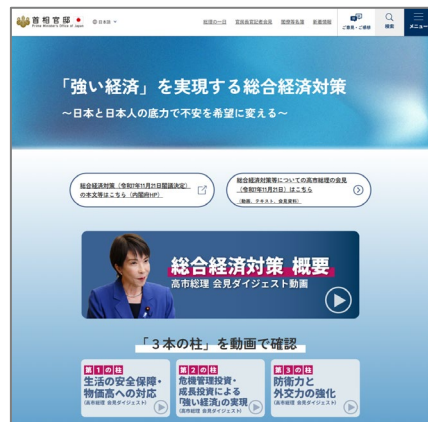 首相官邸
Prime Minister's Office of Japan
日本語
総理の一日
官房長官記者会見
閣僚等名簿
新着情報
ご意見・ご感想
検索
メニュー
「強い経済」を実現する総合経済対策
～日本と日本人の底力で不安を希望に変える～
総合経済対策（令和7年11月21日閣議決定）
の本文等はこちら（内閣府HP）
総合経済対策等についての高市総理の会見
（令和7年11月21日）はこちら
（動画、テキスト、会見資料）
総合経済対策 概要
高市総理 会見ダイジェスト動画
「３本の柱」を動画で確認
第1の柱
生活の安全保障・
物価高への対応
（高市総理 会見ダイジェスト）
第2の柱
危機管理投資・
成長投資による
「強い経済」の実現
（高市総理 会見ダイジェスト）
第3の柱
防衛力と
外交力の強化
（高市総理 会見ダイジェスト）